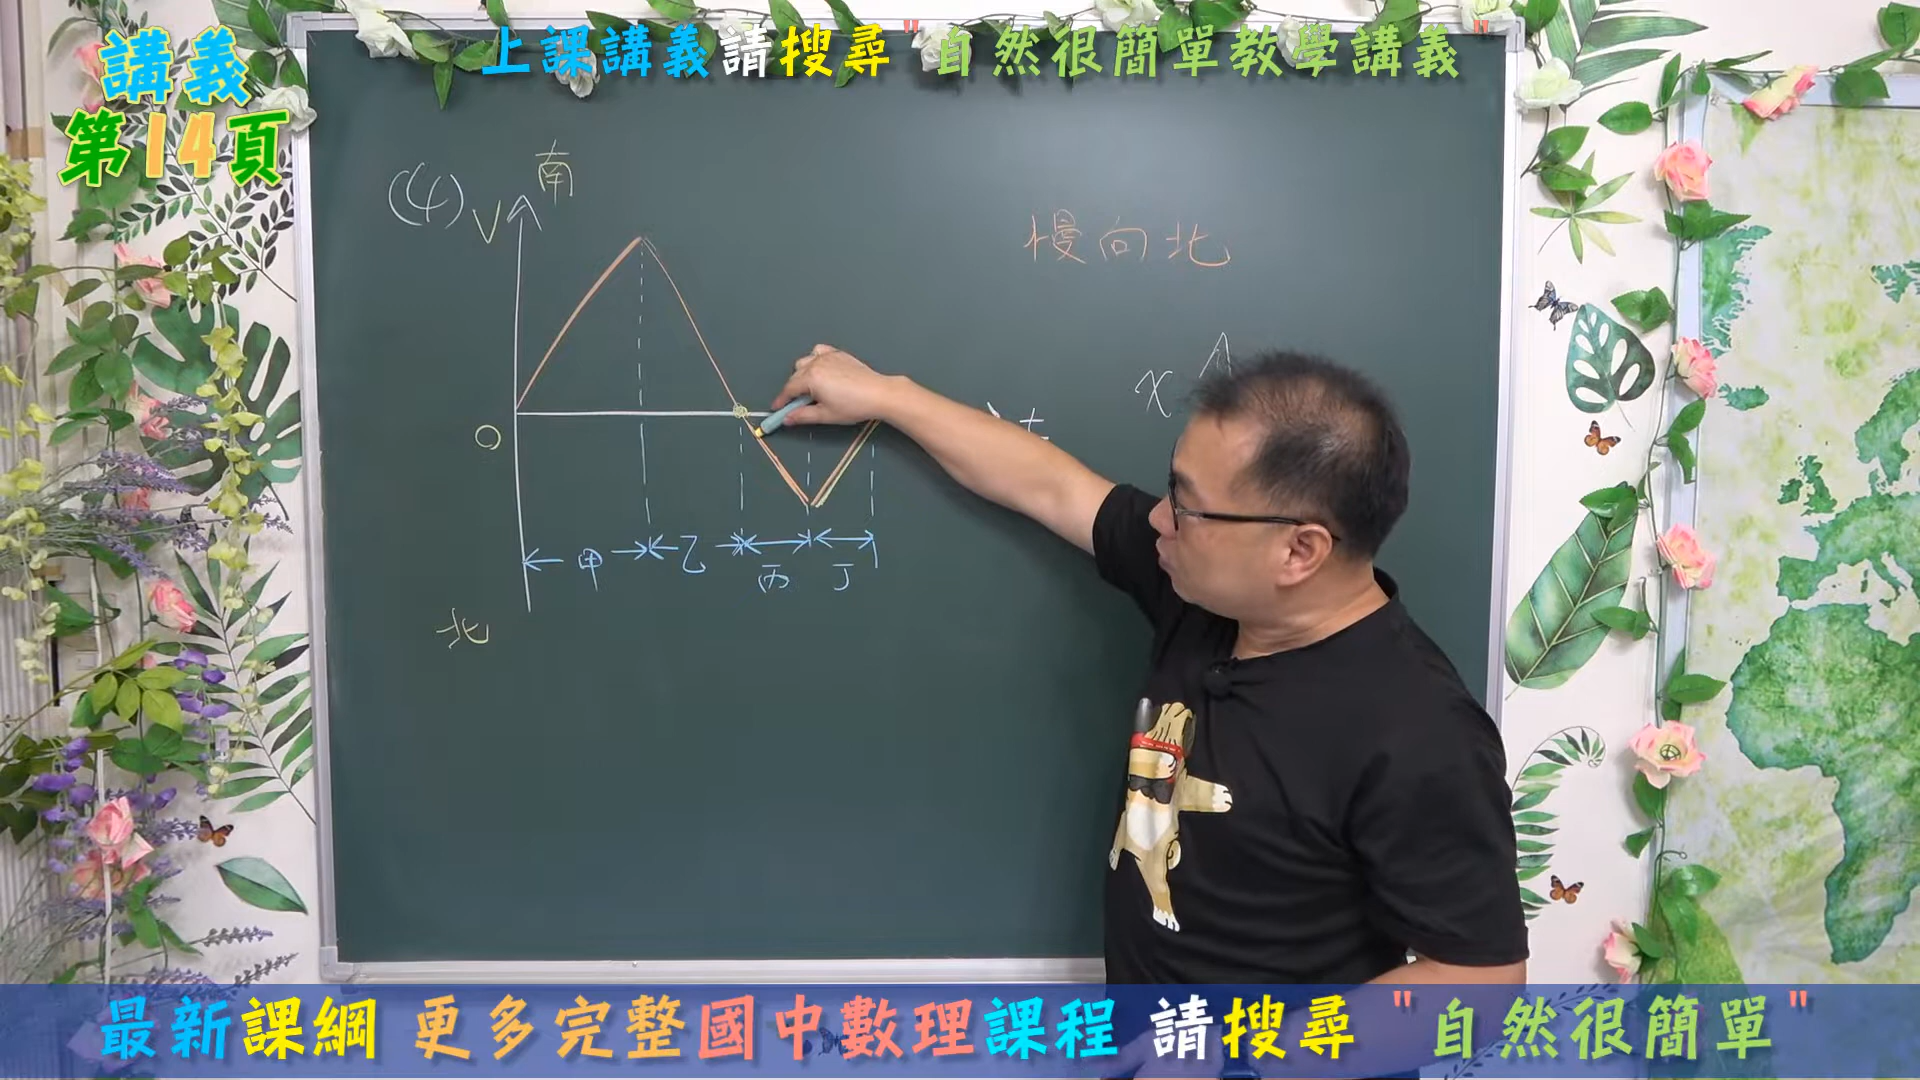 上課講義請搜尋"自然很簡單教學講義"
講義
第14頁
(4)
V
南
慢向北
x
t
0
甲 乙 丙 丁
北
最新課綱 更多完整國中數理課程 請搜尋 "自然很簡單"